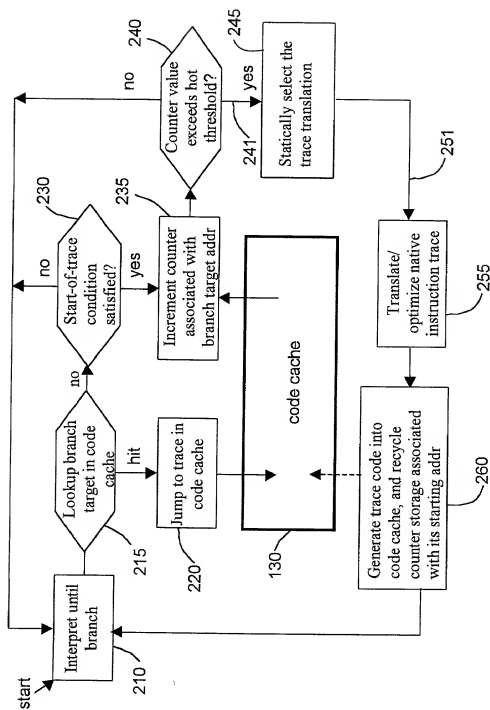 start
Interpret until
branch
210
Lookup branch
target in code
cache
215
no
hit
Jump to trace in
code cache
220
Start-of-trace
condition
satisfied?
230
no
yes
Increment counter
associated with
branch target addr
235
Counter value
exceeds hot
threshold?
240
no
yes
241
Statically select the
trace translation
245
251
Translate/
optimize native
instruction trace
255
Generate trace code into
code cache, and recycle
counter storage associated
with its starting addr
260
code cache
130